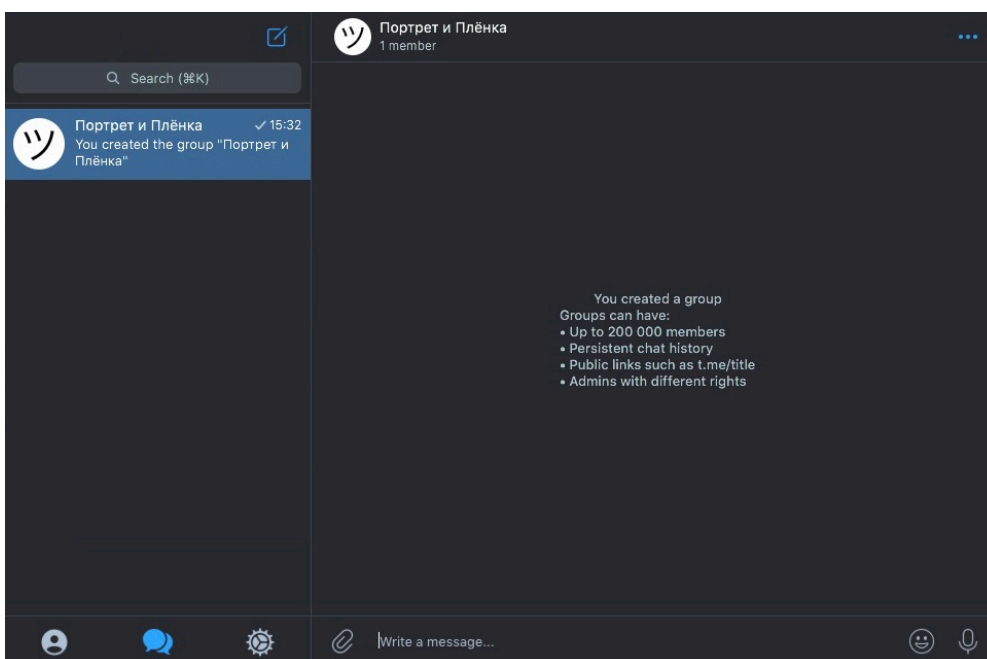 Search (⌘K)
ツ
Портрет и Плёнка
15:32
You created the group "Портрет и
Плёнка"
ツ
Портрет и Плёнка
1 member
You created a group
Groups can have:
• Up to 200 000 members
• Persistent chat history
• Public links such as t.me/title
• Admins with different rights
Write a message...